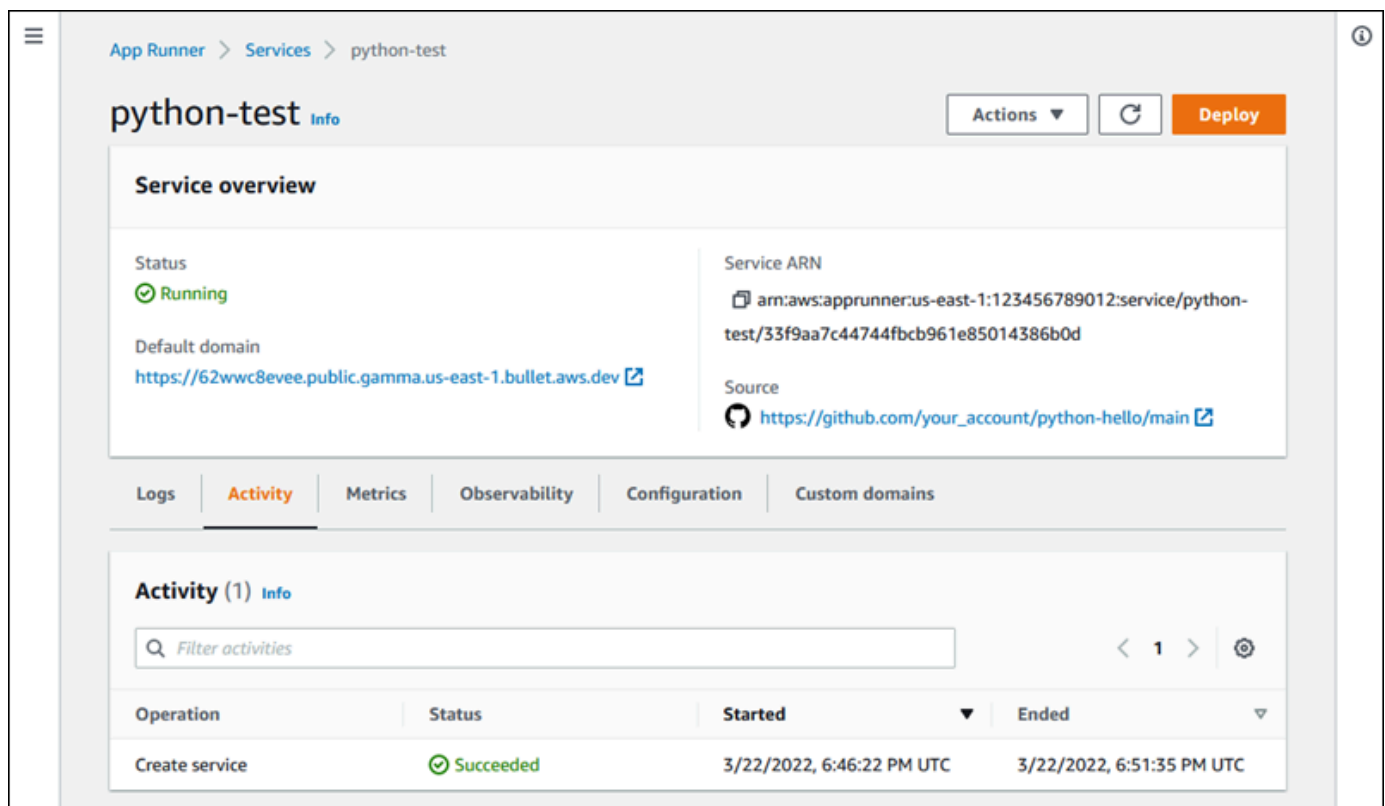 App Runner > Services > python-test
python-test Info
Actions
Deploy
Service overview
Status
Running
Default domain
https://62wwc8evee.public.gamma.us-east-1.bullet.aws.dev
Service ARN
arn:aws:apprunner:us-east-1:123456789012:service/python-
test/33f9aa7c44744fbcb961e85014386b0d
Source
https://github.com/your_account/python-hello/main
Logs Activity Metrics Observability Configuration Custom domains
Activity (1) Info
Filter activities
< 1 >
Operation Status Started Ended
Create service Succeeded 3/22/2022, 6:46:22 PM UTC 3/22/2022, 6:51:35 PM UTC